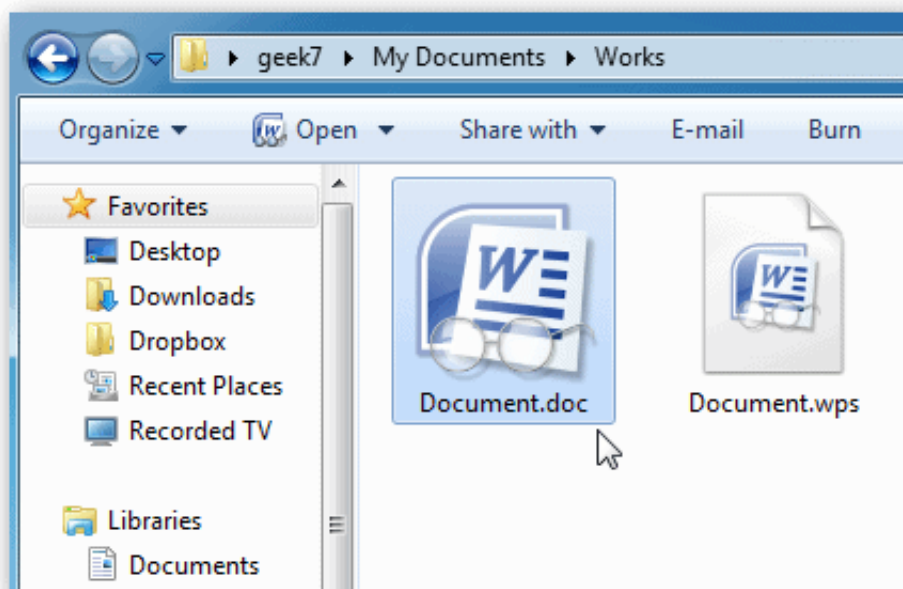 geek7 My Documents Works
Organize Open Share with E-mail Burn
Favorites
Desktop
Downloads
Dropbox
Recent Places
Recorded TV
Libraries
Documents
W
Document.doc
W
Document.wps